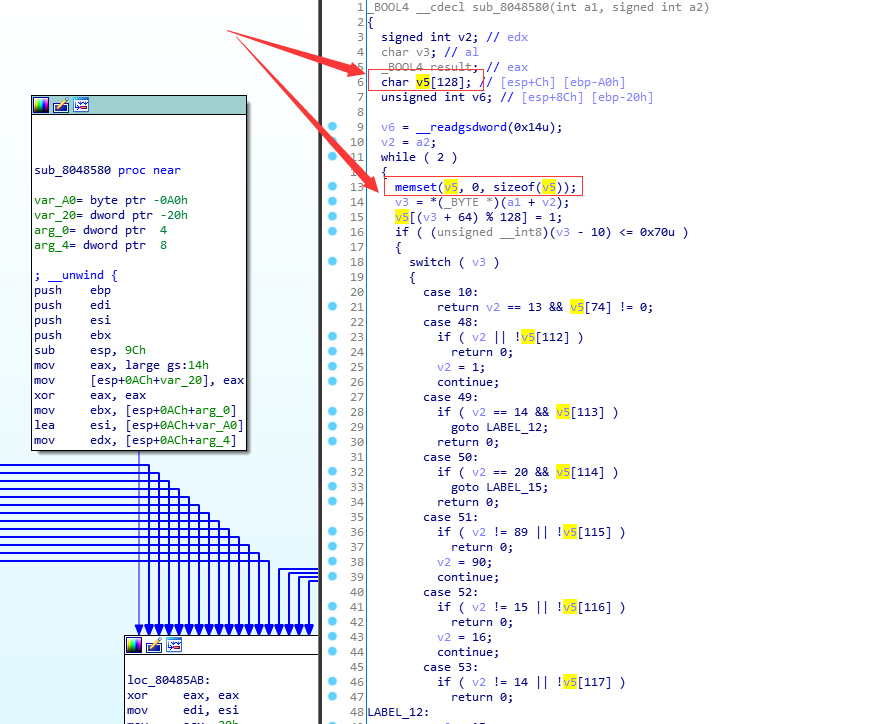 sub_8048580 proc near
var_A0= byte ptr -0A0h
var_20= dword ptr -20h
arg_0= dword ptr  4
arg_4= dword ptr  8
; __unwind {
push    ebp
push    edi
push    esi
push    ebx
sub     esp, 9Ch
mov     eax, large gs:14h
mov     [esp+0ACh+var_20], eax
xor     eax, eax
mov     ebx, [esp+0ACh+arg_0]
lea     esi, [esp+0ACh+var_A0]
mov     edx, [esp+0ACh+arg_4]
loc_80485AB:
xor     eax, eax
mov     edi, esi
1 _BOOL4 __cdecl sub_8048580(int a1, signed int a2)
2 {
3   signed int v2; // edx
4   char v3; // al
5   _BOOL4 result; // eax
6   char v5[128]; // [esp+Ch] [ebp-A0h]
7   unsigned int v6; // [esp+8Ch] [ebp-20h]
8
9   v6 = __readgsdword(0x14u);
10   v2 = a2;
11   while ( 2 )
12   {
13     memset(v5, 0, sizeof(v5));
14     v3 = *(_BYTE *)(a1 + v2);
15     v5[(v3 + 64) % 128] = 1;
16     if ( (unsigned __int8)(v3 - 10) <= 0x70u )
17     {
18       switch ( v3 )
19       {
20         case 10:
21           return v2 == 13 && v5[74] != 0;
22         case 48:
23           if ( v2 || !v5[112] )
24             return 0;
25           v2 = 1;
26           continue;
27         case 49:
28           if ( v2 == 14 && v5[113] )
29             goto LABEL_12;
30           return 0;
31         case 50:
32           if ( v2 == 20 && v5[114] )
33             goto LABEL_15;
34           return 0;
35         case 51:
36           if ( v2 != 89 || !v5[115] )
37             return 0;
38           v2 = 90;
39           continue;
40         case 52:
41           if ( v2 != 15 || !v5[116] )
42             return 0;
43           v2 = 16;
44           continue;
45         case 53:
46           if ( v2 != 14 || !v5[117] )
47             return 0;
48 LABEL_12: